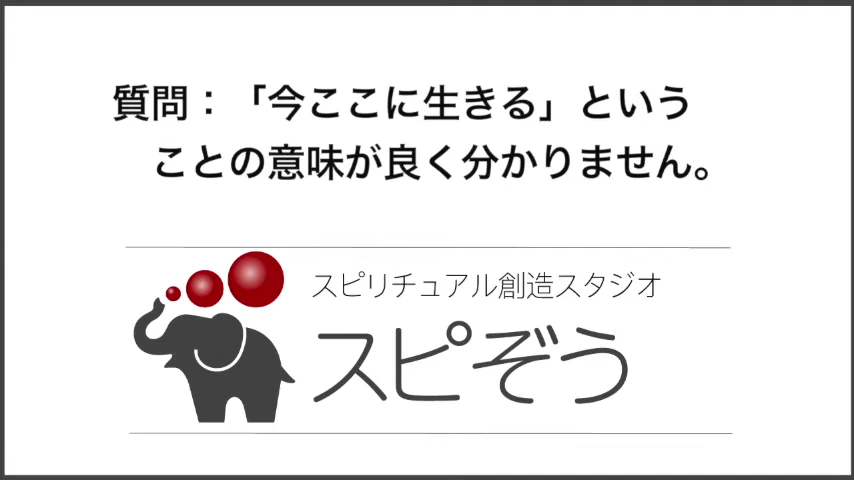 質問：「今ここに生きる」という
ことの意味が良く分かりません。
スピリチュアル創造スタジオ
スピぞう